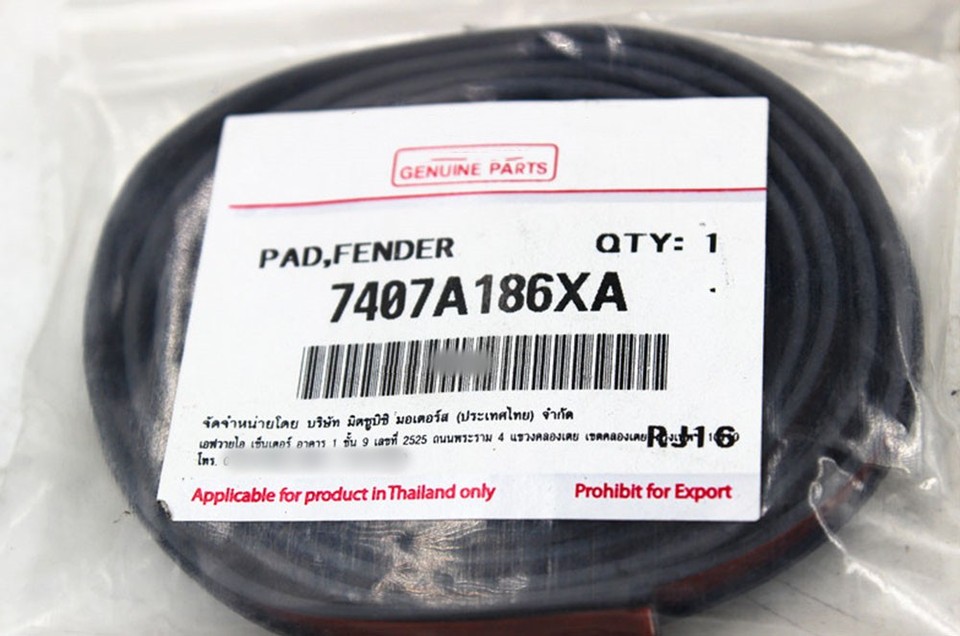 GENUINE PARTS
PAD,FENDER QTY: 1
7407A186XA
จัดจำหน่ายโดย บริษัท มิตซูบิชิ มอเตอร์ส (ประเทศไทย) จำกัด
เอฟวายไอ เซ็นเตอร์ อาคาร 1 ชั้น 9 เลขที่ 2525 ถนนพระราม 4 แขวงคลองเตย เขตคลองเตย
RJ16
โทร.
Applicable for product in Thailand only Prohibit for Export